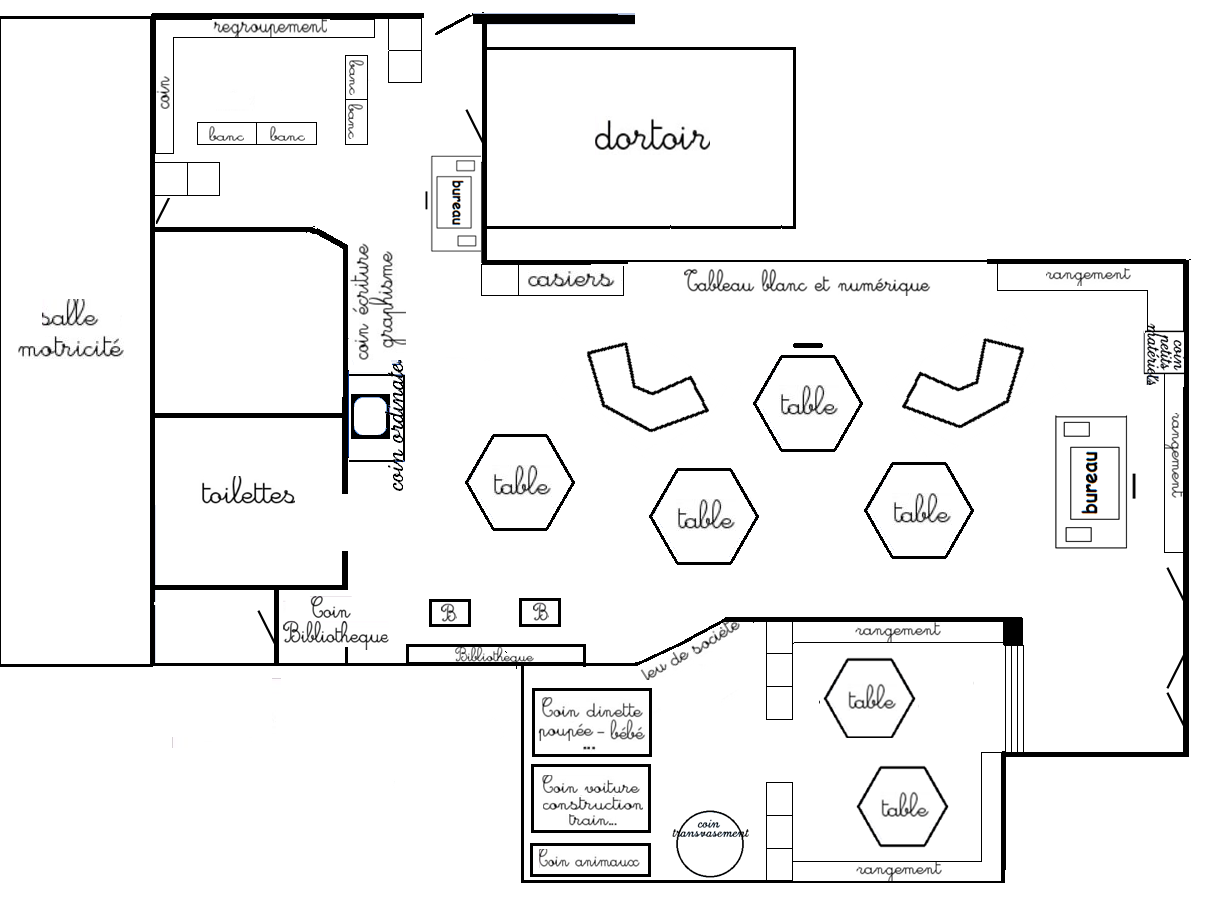 regroupement
coin
banc
banc
banc
banc
dortoir
bureau
salle
motricité
coin écriture
graphisme
casiers
Tableau blanc et numérique
rangement
coin
petits
matériels
rangement
bureau
coin ordinate.
table
table
table
table
toilettes
Coin
Bibliotheque
B
B
Bibliothèque
Jeu de société
rangement
table
table
rangement
Coin dinette
poupée - bébé
...
Coin voiture
construction
train...
Coin animaux
coin
transvasement